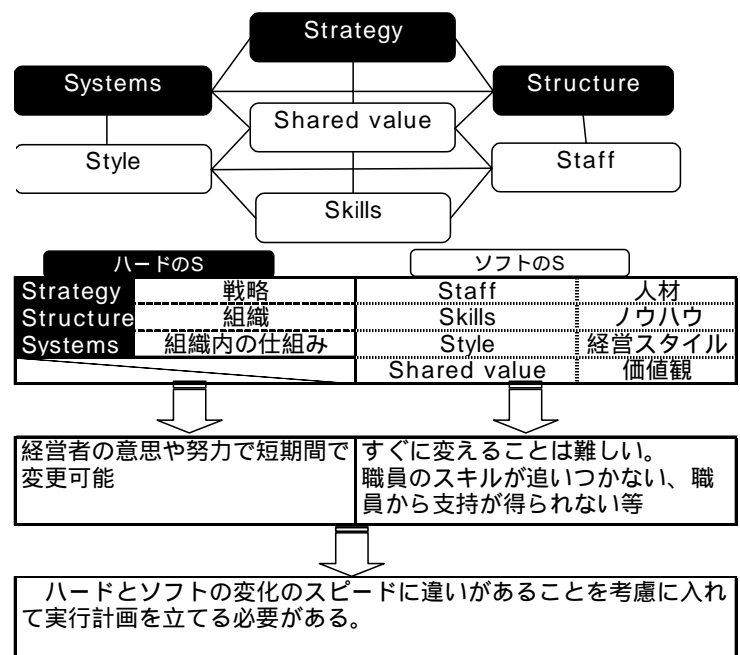 Strategy
Systems
Structure
Shared value
Style
Staff
Skills
ハードのS
ソフトのS
Strategy 戦略 Staff 人材
Structure 組織 Skills ノウハウ
Systems 組織内の仕組み Style 経営スタイル
Shared value 価値観
経営者の意思や努力で短期間で
変更可能
すぐに変えることは難しい。
職員のスキルが追いつかない、職
員から支持が得られない等
ハードとソフトの変化のスピードに違いがあることを考慮に入れ
て実行計画を立てる必要がある。